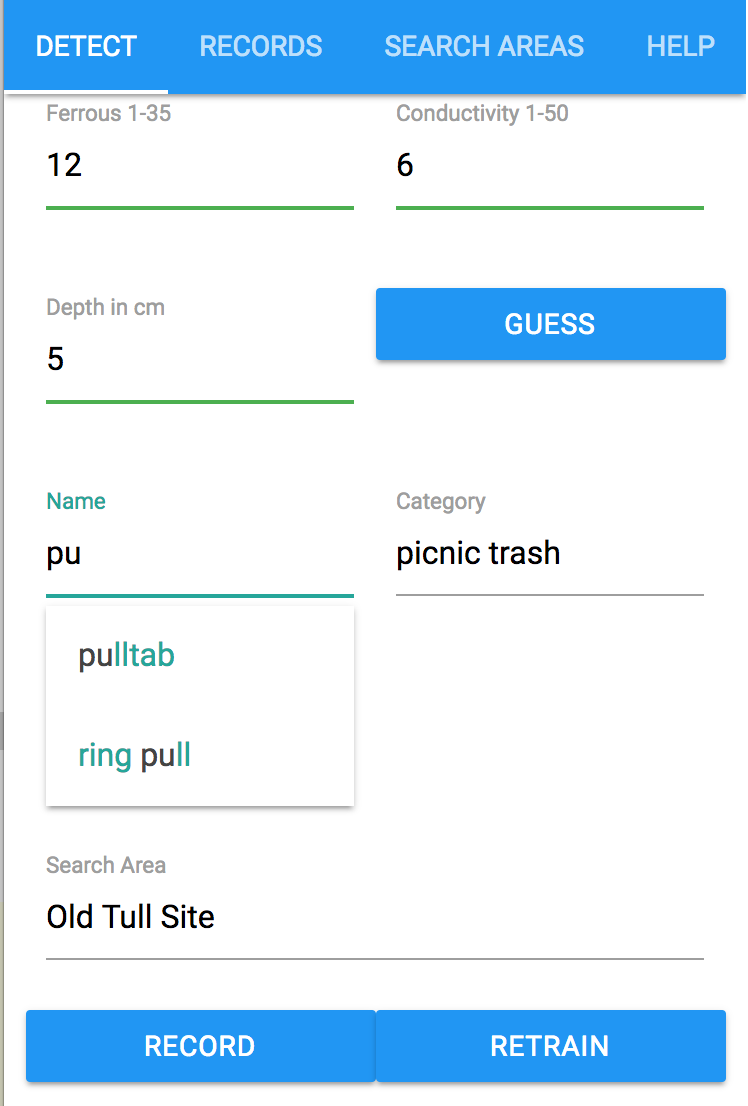 DETECT RECORDS SEARCH AREAS HELP
Ferrous 1-35 Conductivity 1-50
12 6
Depth in cm
5 GUESS
Name Category
pu picnic trash
pulltab
ring pull
Search Area
Old Tull Site
RECORD RETRAIN